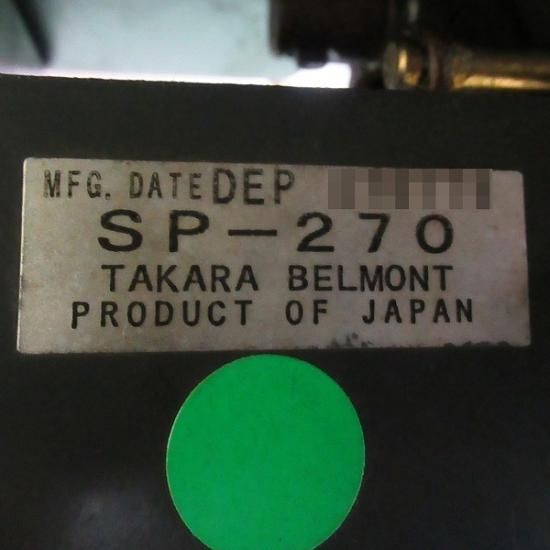 MFG. DATE DEP
SP-270
TAKARA BELMONT
PRODUCT OF JAPAN